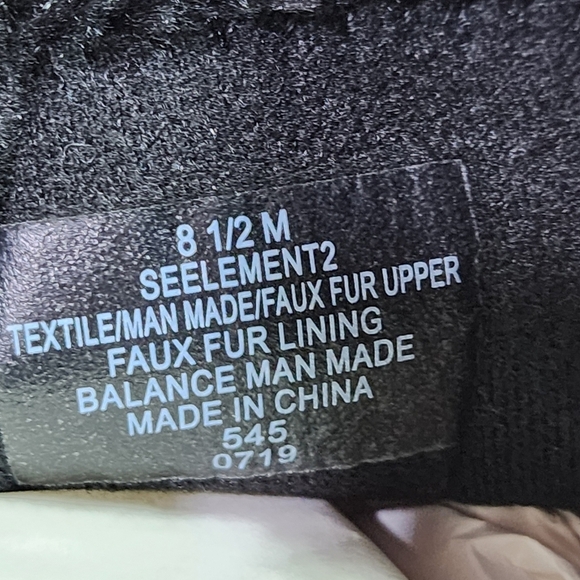 8 1/2 M
SEELEMENT2
TEXTILE/MAN MADE/FAUX FUR UPPER
FAUX FUR LINING
BALANCE MAN MADE
MADE IN CHINA
545
0719